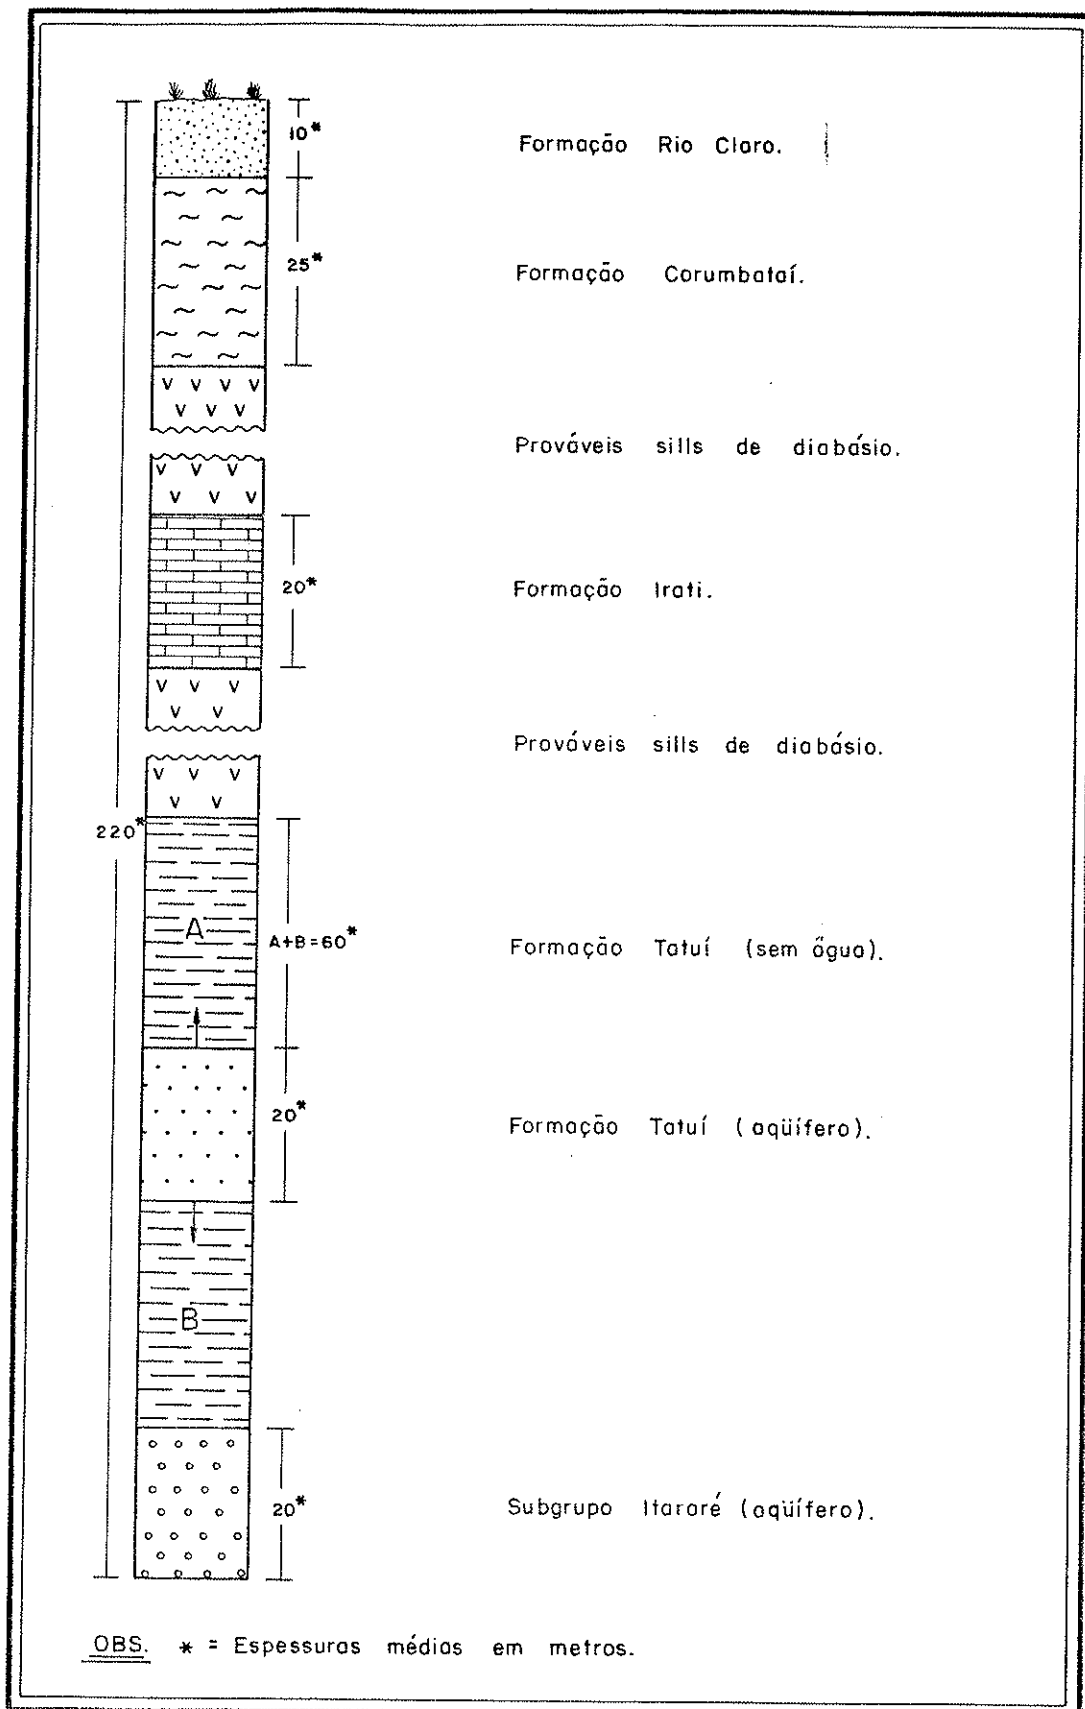 10*
Formação Rio Claro.
25*
Formação Corumbataí.
V V V V
V V V V
Prováveis sills de diabásio.
V V V
V V V
20*
Formação Irati.
V V V
V V
Prováveis sills de diabásio.
V V V
V V
220*
A
A+B=60*
Formação Tatuí (sem água).
20*
Formação Tatuí (aqüífero).
B
20*
Subgrupo Itararé (aqüífero).
OBS. * = Espessuras médias em metros.